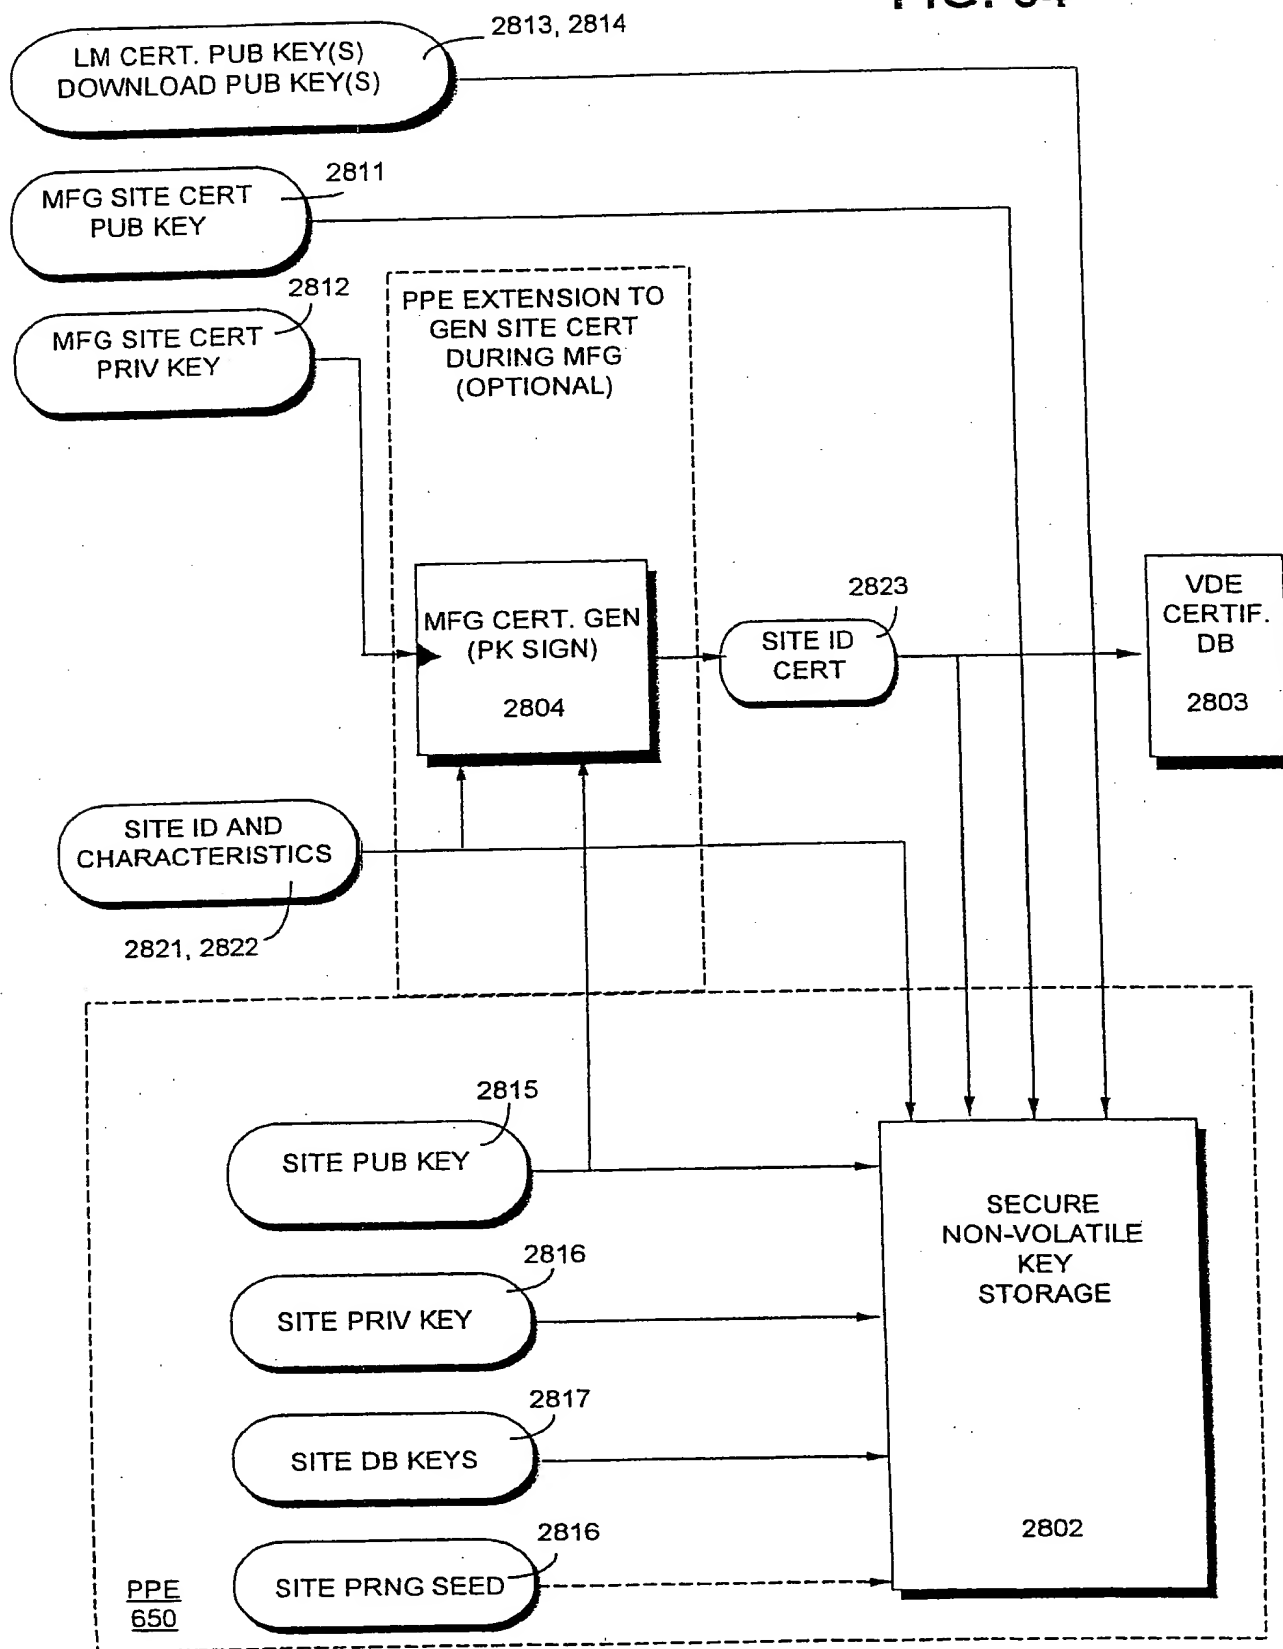 2813, 2814
LM CERT. PUB KEY(S)
DOWNLOAD PUB KEY(S)
2811
MFG SITE CERT
PUB KEY
2812
MFG SITE CERT
PRIV KEY
PPE EXTENSION TO
GEN SITE CERT
DURING MFG
(OPTIONAL)
MFG CERT. GEN
(PK SIGN)
2804
2823
SITE ID
CERT
VDE
CERTIF.
DB
2803
SITE ID AND
CHARACTERISTICS
2821, 2822
2815
SITE PUB KEY
2816
SITE PRIV KEY
2817
SITE DB KEYS
2816
SITE PRNG SEED
SECURE
NON-VOLATILE
KEY
STORAGE
2802
PPE
650